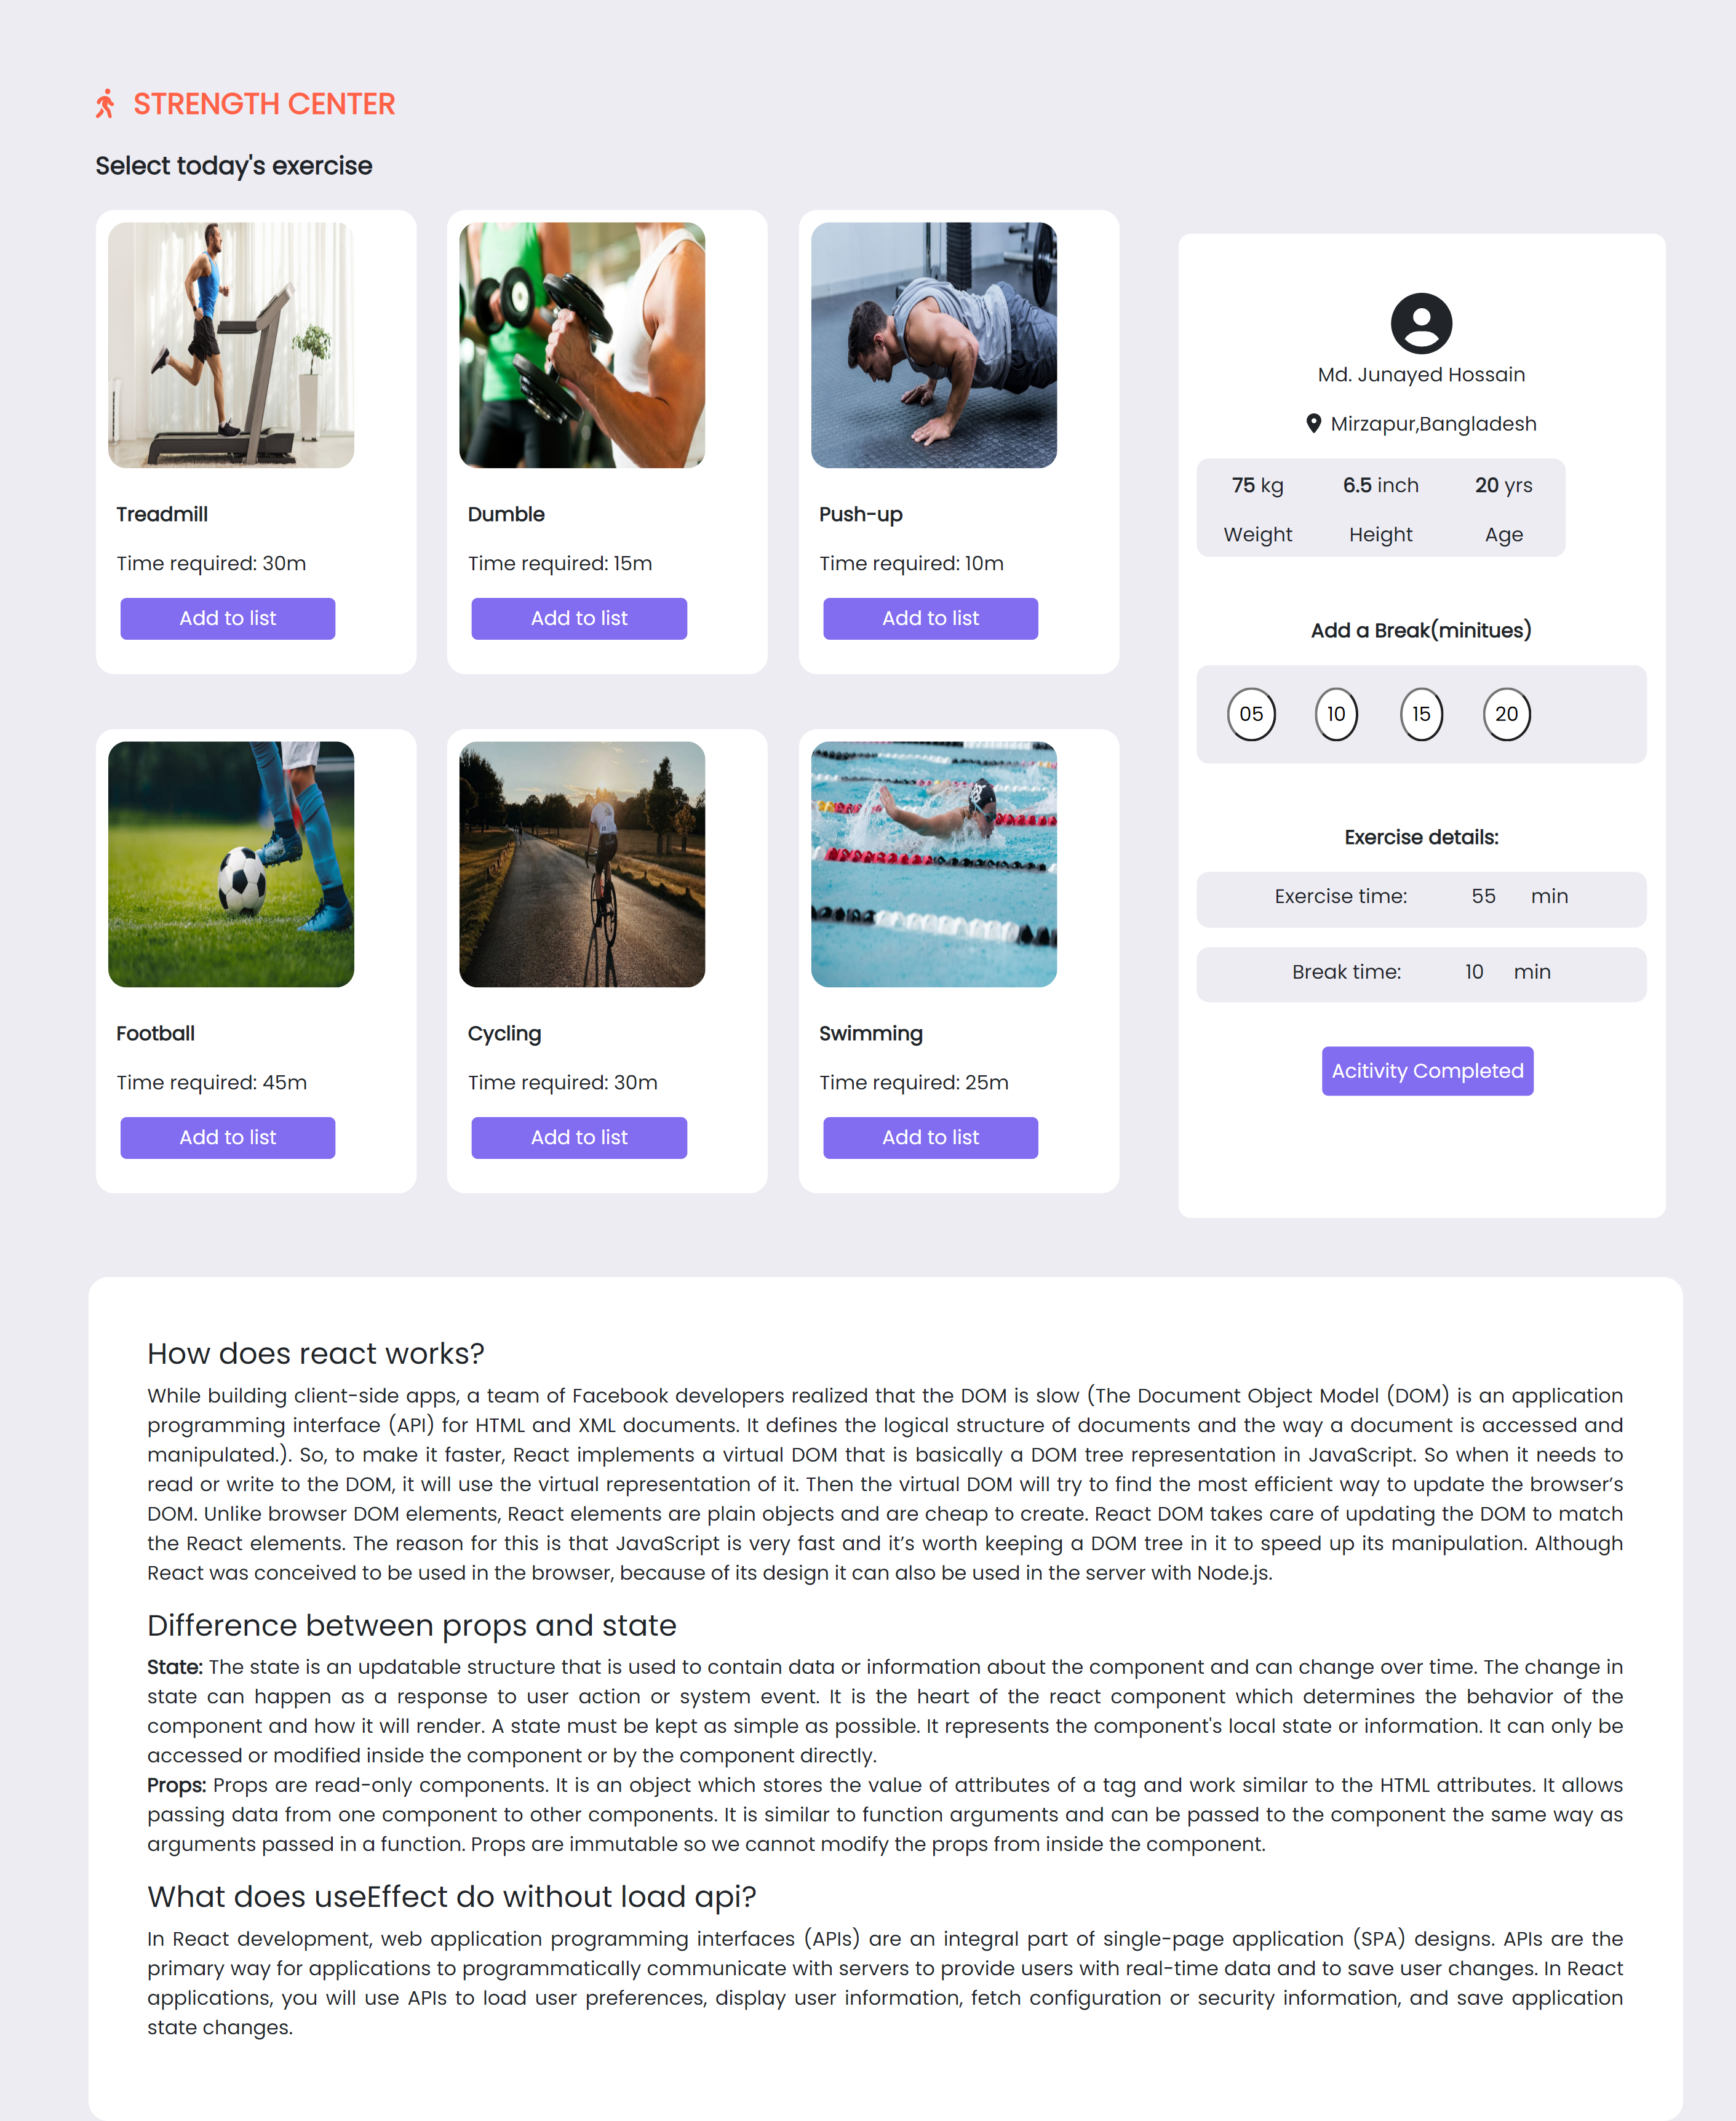 STRENGTH CENTER
Select today's exercise
Treadmill
Time required: 30m
Add to list
Dumble
Time required: 15m
Add to list
Push-up
Time required: 10m
Add to list
Football
Time required: 45m
Add to list
Cycling
Time required: 30m
Add to list
Swimming
Time required: 25m
Add to list
Md. Junayed Hossain
Mirzapur,Bangladesh
75 kg 6.5 inch 20 yrs
Weight Height Age
Add a Break(minitues)
05 10 15 20
Exercise details:
Exercise time: 55 min
Break time: 10 min
Acitivity Completed
How does react works?
While building client-side apps, a team of Facebook developers realized that the DOM is slow (The Document Object Model (DOM) is an application
programming interface (API) for HTML and XML documents. It defines the logical structure of documents and the way a document is accessed and
manipulated.). So, to make it faster, React implements a virtual DOM that is basically a DOM tree representation in JavaScript. So when it needs to
read or write to the DOM, it will use the virtual representation of it. Then the virtual DOM will try to find the most efficient way to update the browser’s
DOM. Unlike browser DOM elements, React elements are plain objects and are cheap to create. React DOM takes care of updating the DOM to match
the React elements. The reason for this is that JavaScript is very fast and it’s worth keeping a DOM tree in it to speed up its manipulation. Although
React was conceived to be used in the browser, because of its design it can also be used in the server with Node.js.
Difference between props and state
State: The state is an updatable structure that is used to contain data or information about the component and can change over time. The change in
state can happen as a response to user action or system event. It is the heart of the react component which determines the behavior of the
component and how it will render. A state must be kept as simple as possible. It represents the component's local state or information. It can only be
accessed or modified inside the component or by the component directly.
Props: Props are read-only components. It is an object which stores the value of attributes of a tag and work similar to the HTML attributes. It allows
passing data from one component to other components. It is similar to function arguments and can be passed to the component the same way as
arguments passed in a function. Props are immutable so we cannot modify the props from inside the component.
What does useEffect do without load api?
In React development, web application programming interfaces (APIs) are an integral part of single-page application (SPA) designs. APIs are the
primary way for applications to programmatically communicate with servers to provide users with real-time data and to save user changes. In React
applications, you will use APIs to load user preferences, display user information, fetch configuration or security information, and save application
state changes.